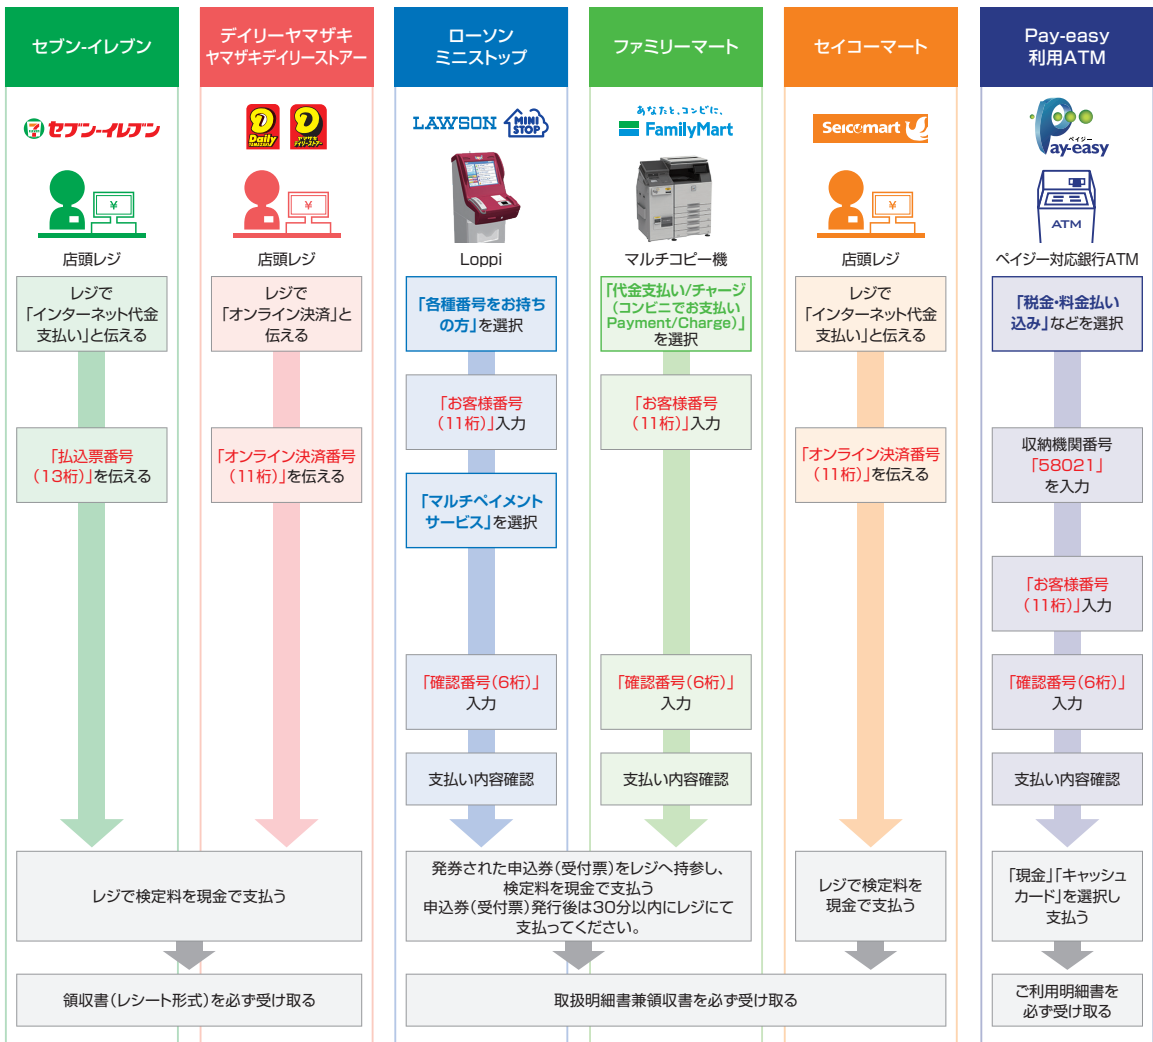 セブン-イレブン
デイリーヤマザキ
ヤマザキデイリーストアー
ローソン
ミニストップ
ファミリーマート
セイコーマート
Pay-easy
利用ATM
セブン-イレブン
Daily
YAMAZAKI
ヤマザキ
デイリーストアー
LAWSON
MINI
STOP
あなたと、コンビに、
FamilyMart
Seicomart
ペイジー
Pay-easy
¥
¥
¥
ATM
店頭レジ
店頭レジ
Loppi
マルチコピー機
店頭レジ
ペイジー対応銀行ATM
レジで
「インターネット代金
支払い」と伝える
レジで
「オンライン決済」と
伝える
「各種番号をお持ち
の方」を選択
「代金支払い/チャージ
(コンビニでお支払い
Payment/Charge)」
を選択
レジで
「インターネット代金
支払い」と伝える
「税金・料金払い
込み」などを選択
「お客様番号
(11桁)」入力
「お客様番号
(11桁)」入力
「払込票番号
(13桁)」を伝える
「オンライン決済番号
(11桁)」を伝える
「オンライン決済番号
(11桁)」を伝える
収納機関番号
「58021」
を入力
「マルチペイメント
サービス」を選択
「お客様番号
(11桁)」入力
「確認番号(6桁)」
入力
「確認番号(6桁)」
入力
「確認番号(6桁)」
入力
支払い内容確認
支払い内容確認
支払い内容確認
レジで検定料を現金で支払う
発券された申込券(受付票)をレジへ持参し、
検定料を現金で支払う
申込券(受付票)発行後は30分以内にレジにて
支払ってください。
レジで検定料を
現金で支払う
「現金」「キャッシュ
カード」を選択し
支払う
領収書(レシート形式)を必ず受け取る
取扱明細書兼領収書を必ず受け取る
ご利用明細書を
必ず受け取る